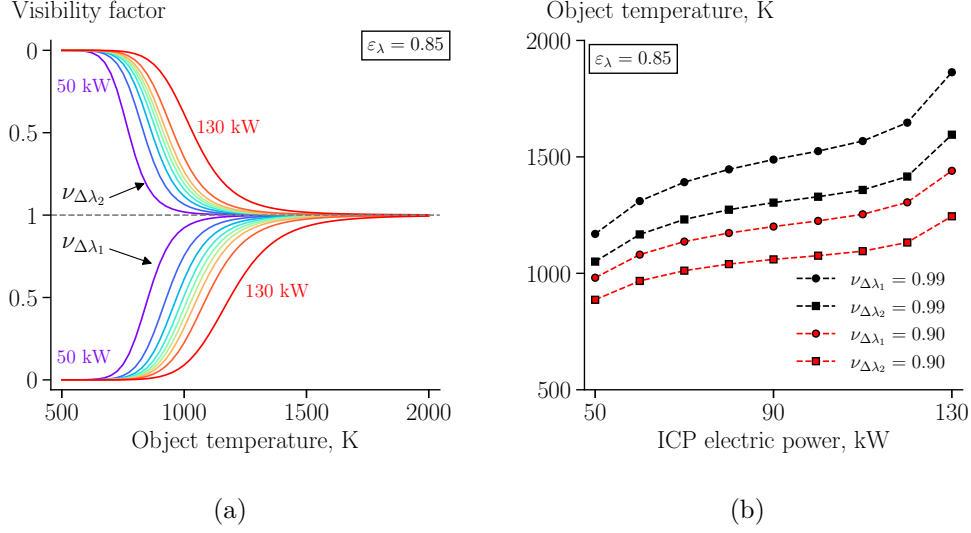 Visibility factor
ε_λ = 0.85
0
50 kW
0.5
130 kW
ν_Δλ₂
1
ν_Δλ₁
0.5
130 kW
50 kW
0
500
1000
1500
2000
Object temperature, K
(a)
Object temperature, K
2000
ε_λ = 0.85
1500
1000
ν_Δλ₁ = 0.99
ν_Δλ₂ = 0.99
ν_Δλ₁ = 0.90
ν_Δλ₂ = 0.90
500
50
90
130
ICP electric power, kW
(b)